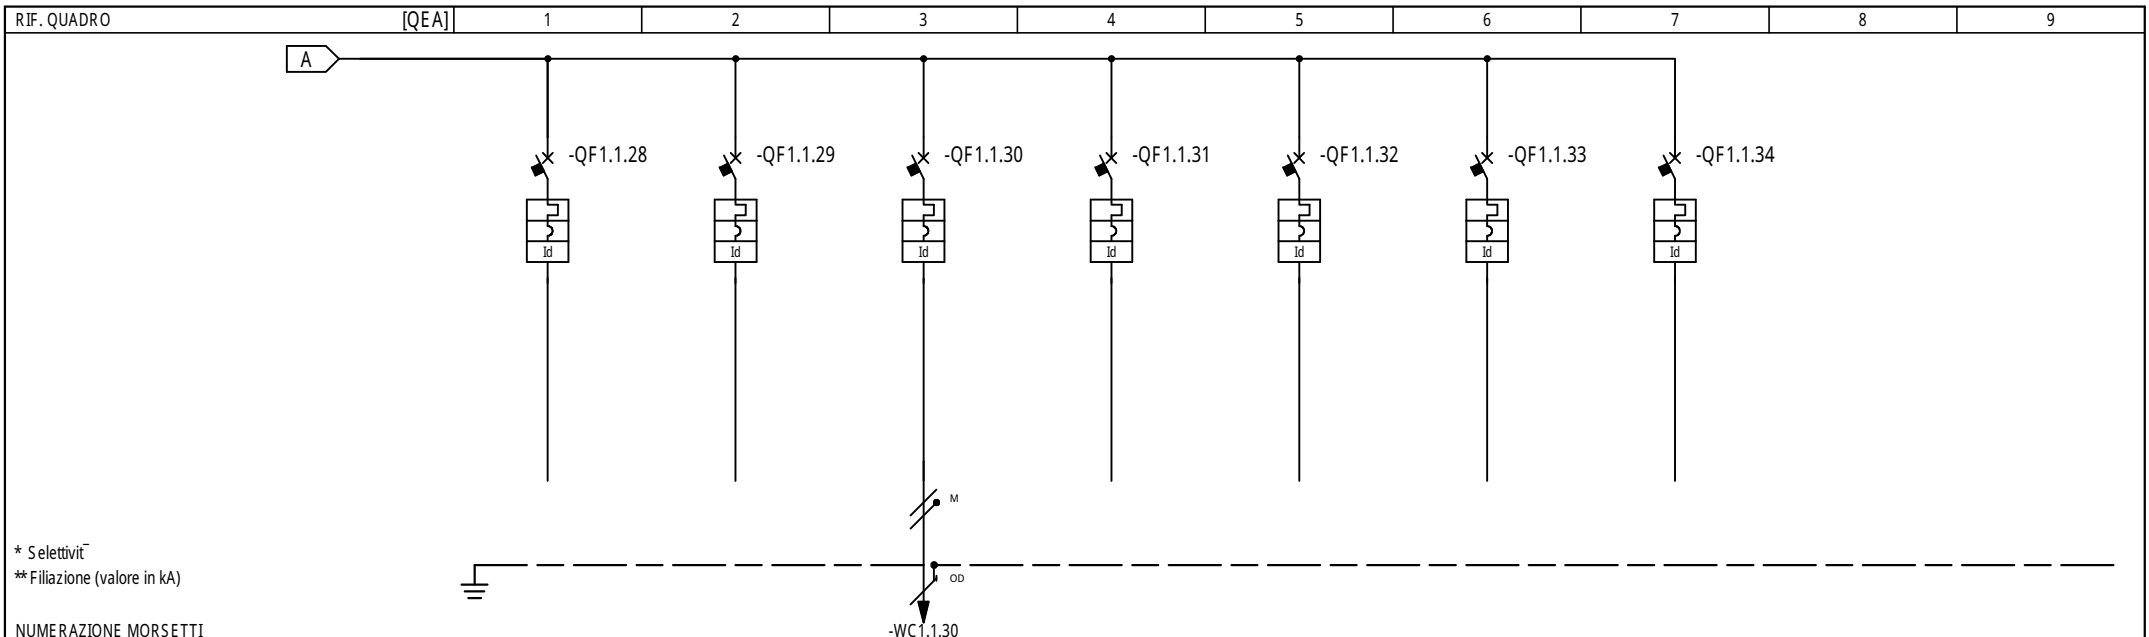 RIF. QUADRO [QEA] 1 2 3 4 5 6 7 8 9
A
-QF1.1.28 -QF1.1.29 -QF1.1.30 -QF1.1.31 -QF1.1.32 -QF1.1.33 -QF1.1.34
Id Id Id Id Id Id Id
M
* Selettivit¯
** Filiazione (valore in kA)
OD
NUMERAZIONE MORSETTI -WC1.1.30